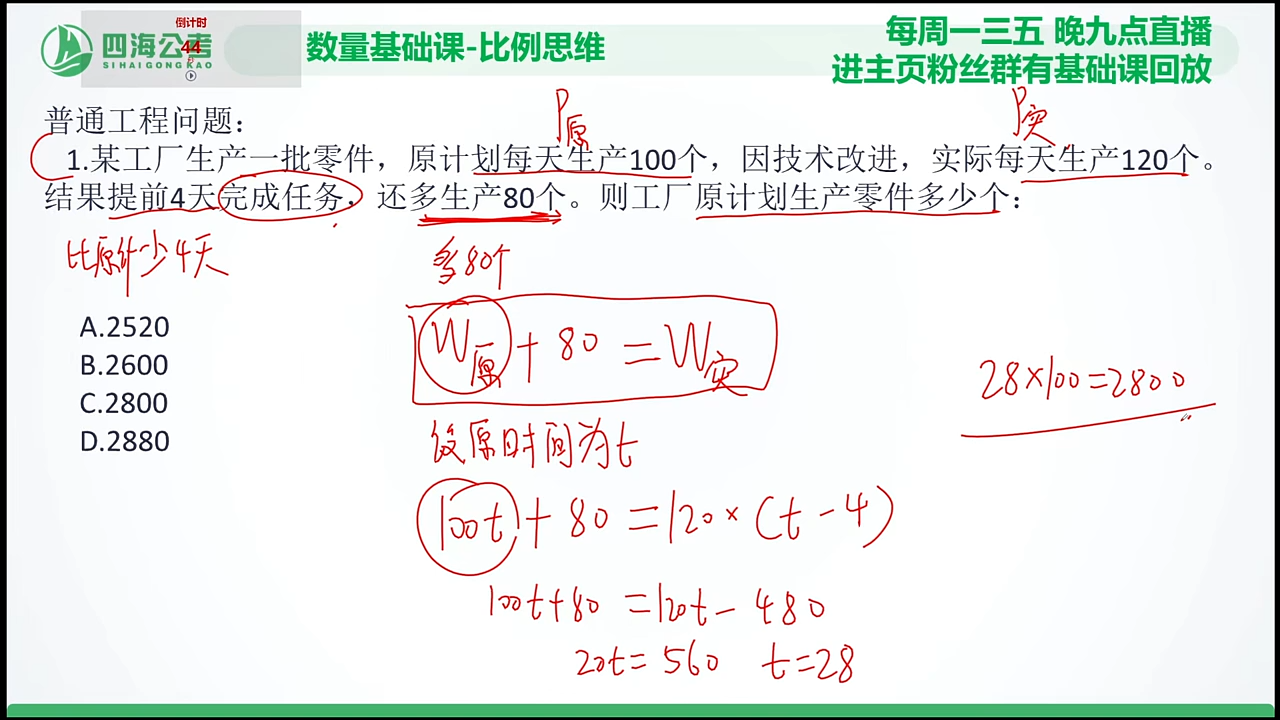 倒计时
44
四海公考
SIHAIGONGKAO
数量基础课-比例思维
每周一三五 晚九点直播
进主页粉丝群有基础课回放
普通工程问题：
P原
P实
1.某工厂生产一批零件，原计划每天生产100个，因技术改进，实际每天生产120个。
结果提前4天完成任务，还多生产80个。则工厂原计划生产零件多少个：
比原计少4天
多80个
A.2520
B.2600
C.2800
D.2880
W原+80=W实
28×100=2800
设原时间为t
100t+80=120×(t-4)
100t+80=120t-480
20t=560 t=28